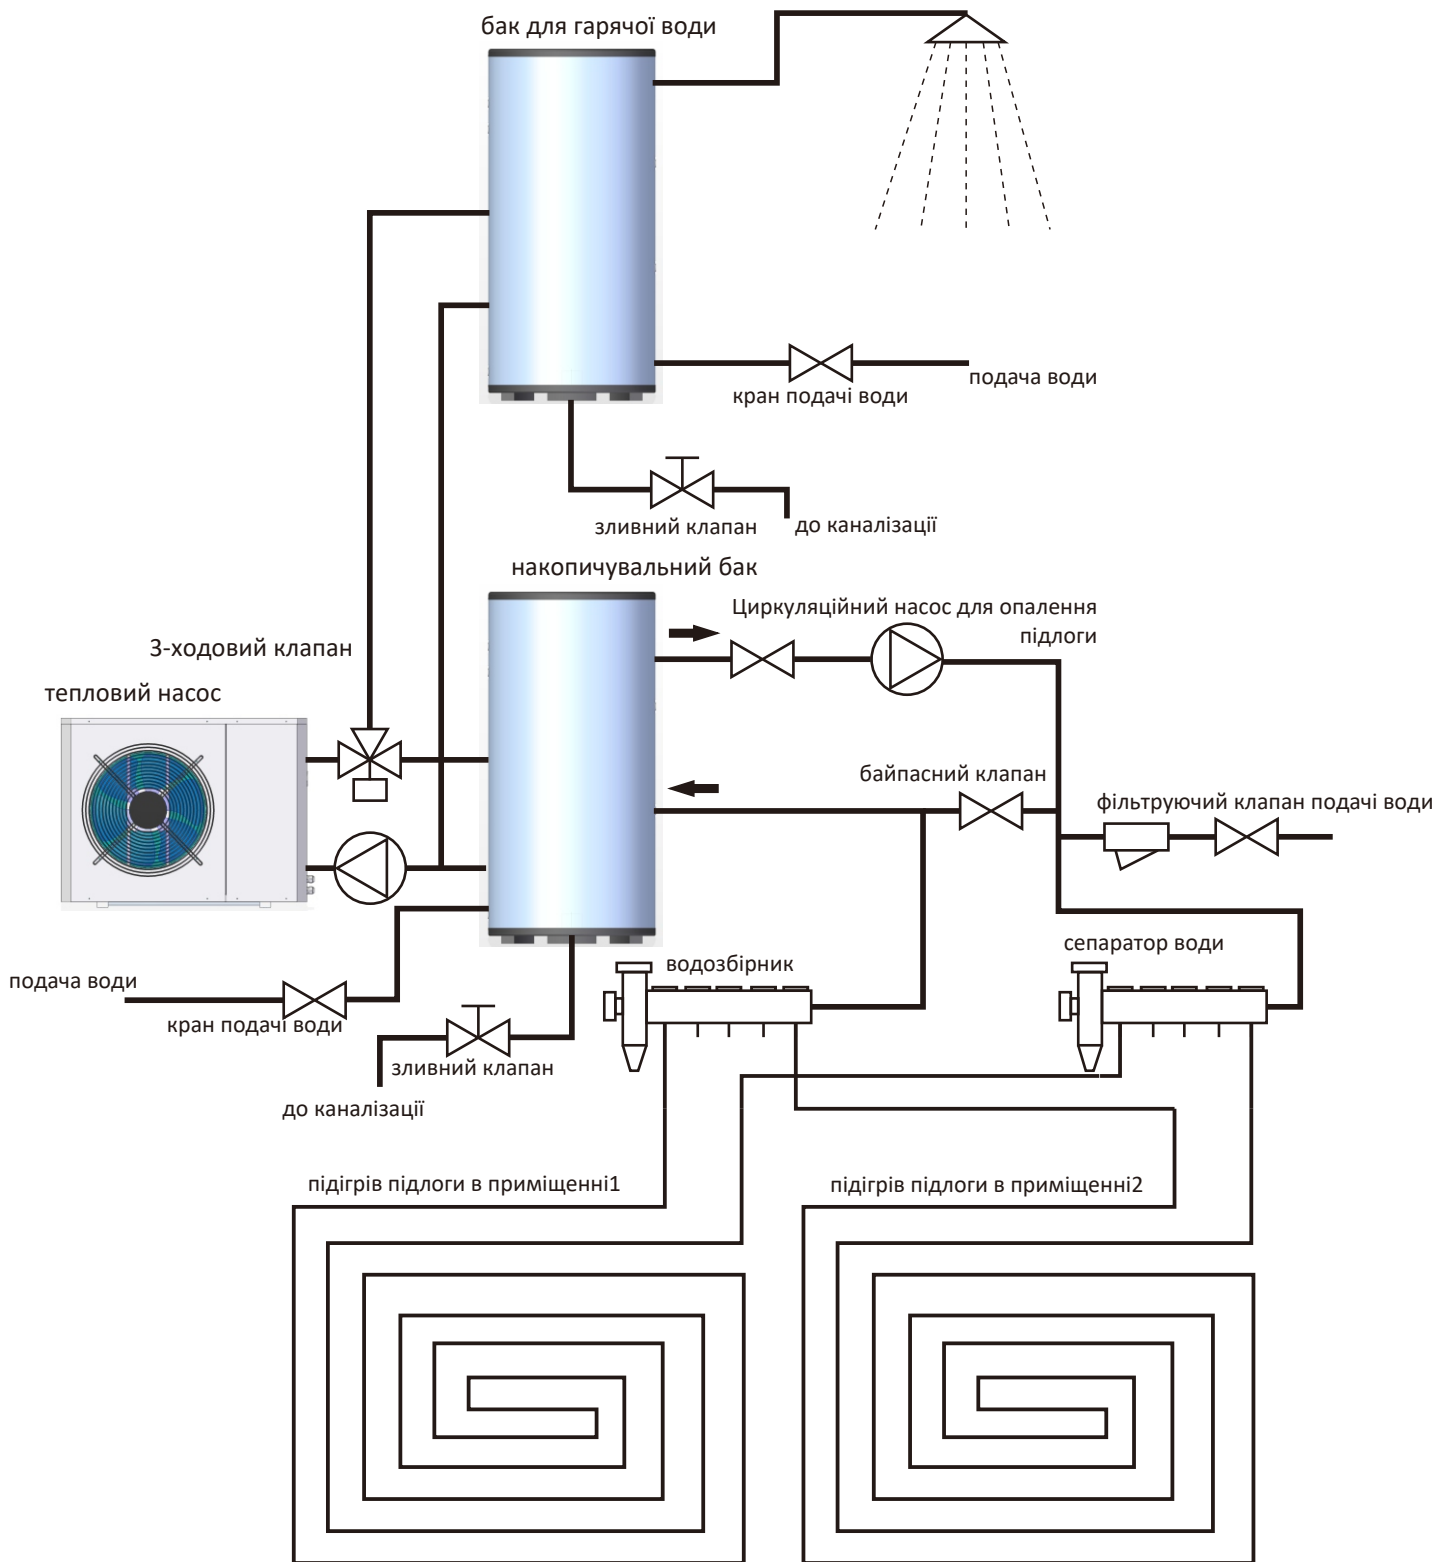 бак для гарячої води
подача води
кран подачі води
зливний клапан
до каналізації
накопичувальний бак
Циркуляційний насос для опалення
підлоги
3-ходовий клапан
тепловий насос
байпасний клапан
фільтруючий клапан подачі води
сепаратор води
водозбірник
подача води
кран подачі води
зливний клапан
до каналізації
підігрів підлоги в приміщенні1
підігрів підлоги в приміщенні2